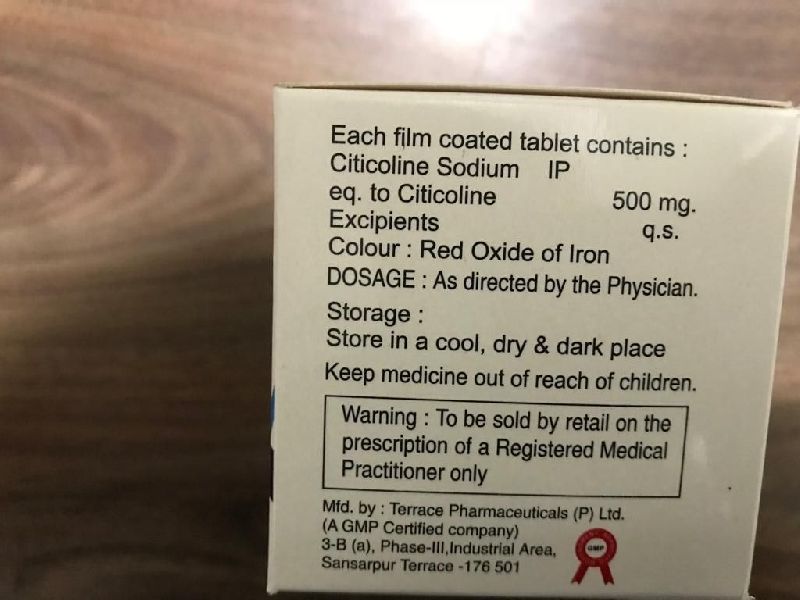 Each film coated tablet contains :
Citicoline Sodium IP
eq. to Citicoline 500 mg.
Excipients q.s.
Colour : Red Oxide of Iron
DOSAGE : As directed by the Physician.
Storage :
Store in a cool, dry & dark place
Keep medicine out of reach of children.
Warning : To be sold by retail on the
prescription of a Registered Medical
Practitioner only
Mfd. by : Terrace Pharmaceuticals (P) Ltd.
(A GMP Certified company)
3-B (a), Phase-III,Industrial Area,
Sansarpur Terrace -176 501
GMP